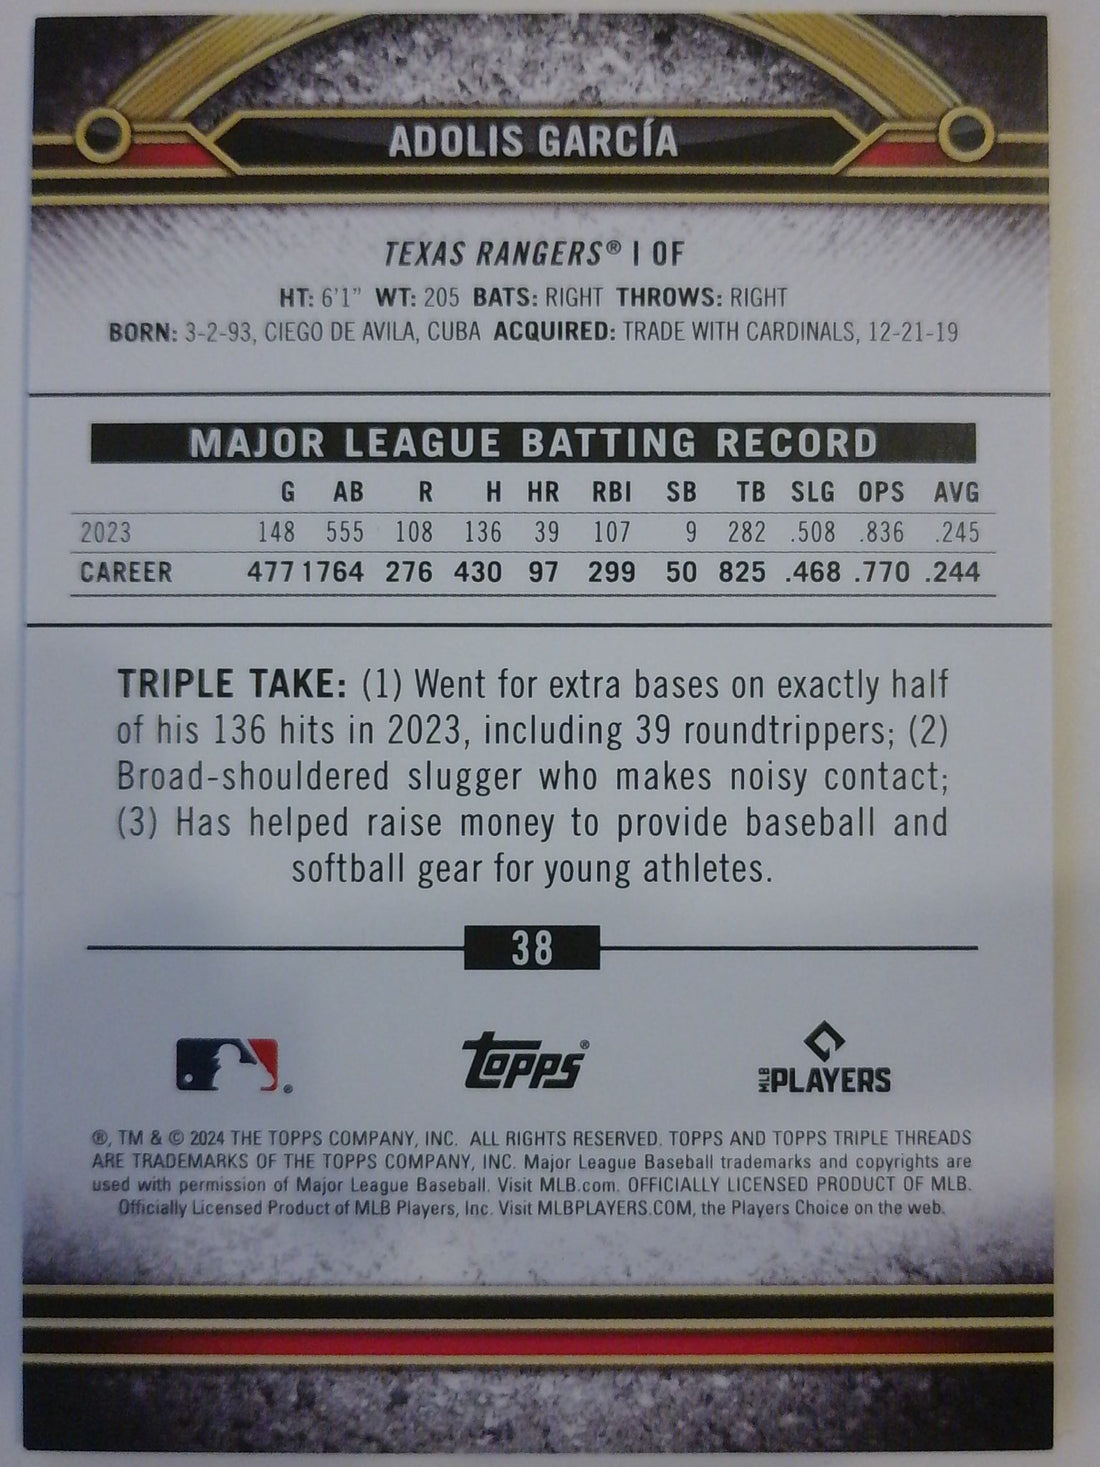 ADOLIS GARCÍA
TEXAS RANGERS® | OF
HT: 6'1" WT: 205 BATS: RIGHT THROWS: RIGHT
BORN: 3-2-93, CIEGO DE AVILA, CUBA ACQUIRED: TRADE WITH CARDINALS, 12-21-19
MAJOR LEAGUE BATTING RECORD
G AB R H HR RBI SB TB SLG OPS AVG
2023 148 555 108 136 39 107 9 282 .508 .836 .245
CAREER 477 1764 276 430 97 299 50 825 .468 .770 .244
TRIPLE TAKE: (1) Went for extra bases on exactly half
of his 136 hits in 2023, including 39 roundtrippers; (2)
Broad-shouldered slugger who makes noisy contact;
(3) Has helped raise money to provide baseball and
softball gear for young athletes.
38
®
topps®
MLB PLAYERS
®, TM & © 2024 THE TOPPS COMPANY, INC. ALL RIGHTS RESERVED. TOPPS AND TOPPS TRIPLE THREADS
ARE TRADEMARKS OF THE TOPPS COMPANY, INC. Major League Baseball trademarks and copyrights are
used with permission of Major League Baseball. Visit MLB.com. OFFICIALLY LICENSED PRODUCT OF MLB.
Officially Licensed Product of MLB Players, Inc. Visit MLBPLAYERS.COM, the Players Choice on the web.